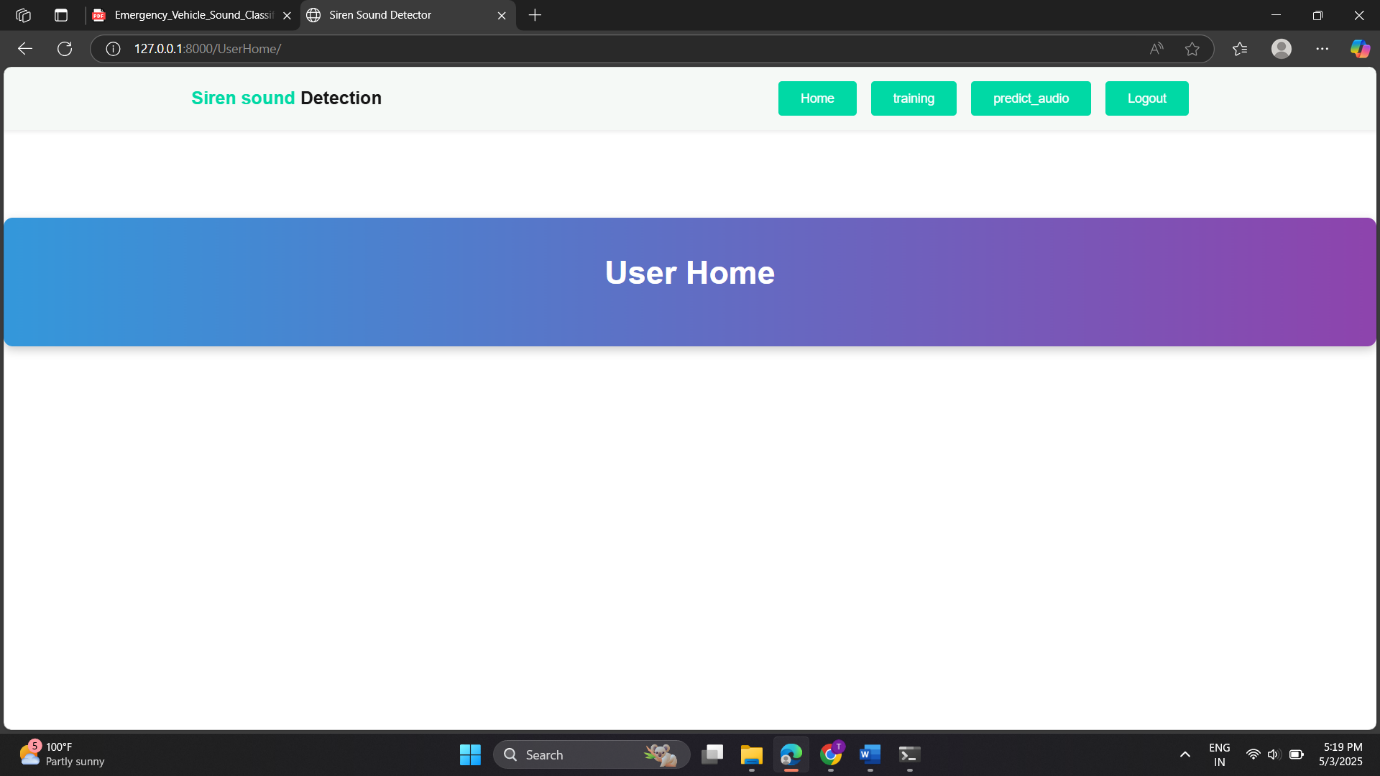 Emergency_Vehicle_Sound_Classif
Siren Sound Detector
127.0.0.1:8000/UserHome/
Siren sound Detection
Home
training
predict_audio
Logout
User Home
5
100°F
Partly sunny
Search
T
ENG
IN
5:19 PM
5/3/2025